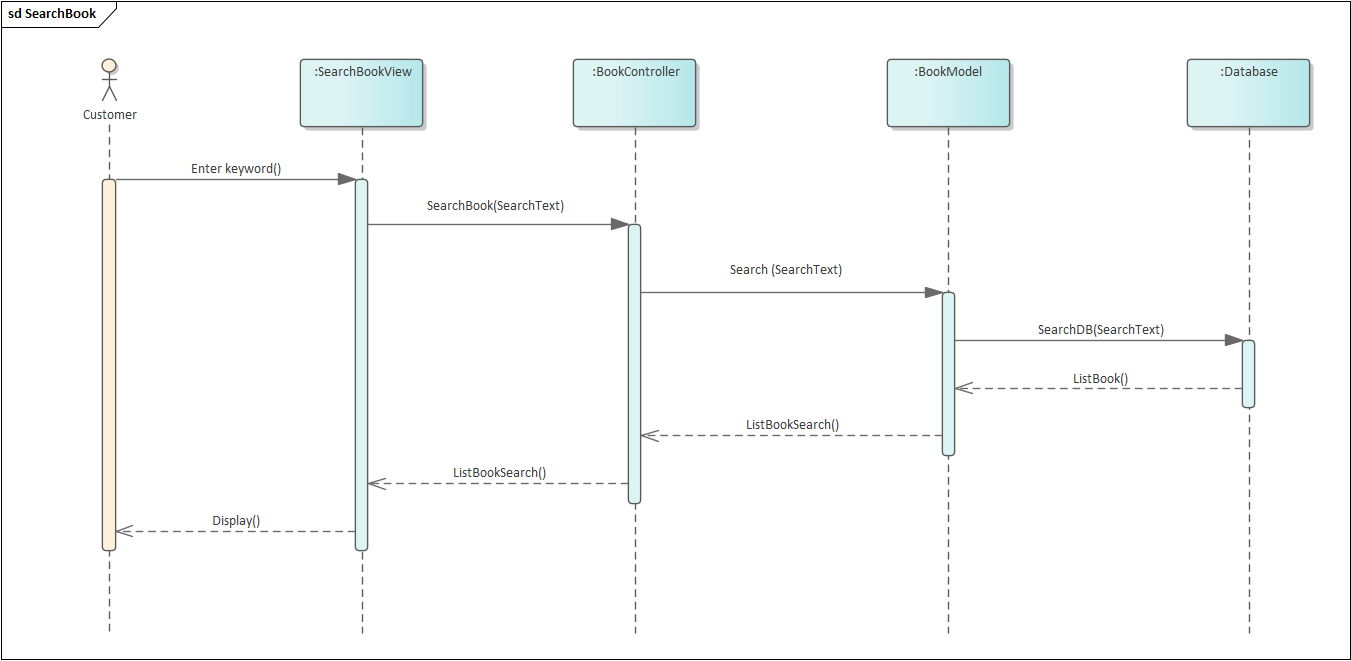 sd SearchBook
Customer
:SearchBookView
:BookController
:BookModel
:Database
Enter keyword()
SearchBook(SearchText)
Search (SearchText)
SearchDB(SearchText)
ListBook()
ListBookSearch()
ListBookSearch()
Display()